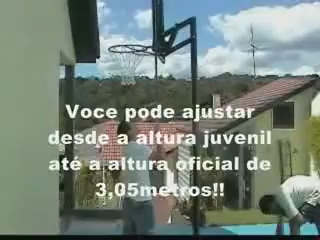 Voce pode ajustar
desde a altura juvenil
até a altura oficial de
3,05metros!!